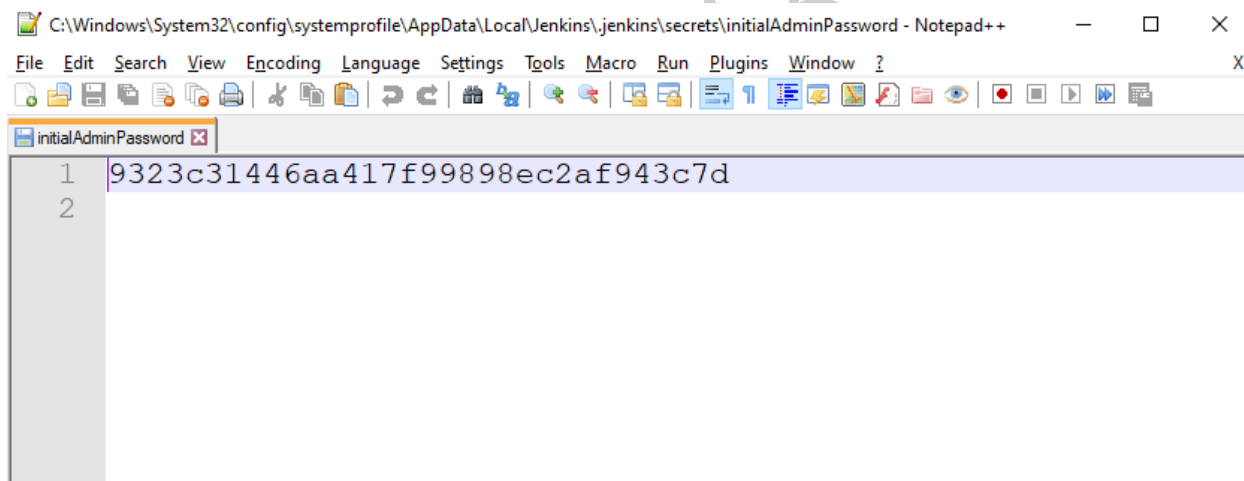 C:\Windows\System32\config\systemprofile\AppData\Local\Jenkins\.jenkins\secrets\initialAdminPassword - Notepad++
File Edit Search View Encoding Language Settings Tools Macro Run Plugins Window ? X
initialAdminPassword
1 9323c31446aa417f99898ec2af943c7d
2